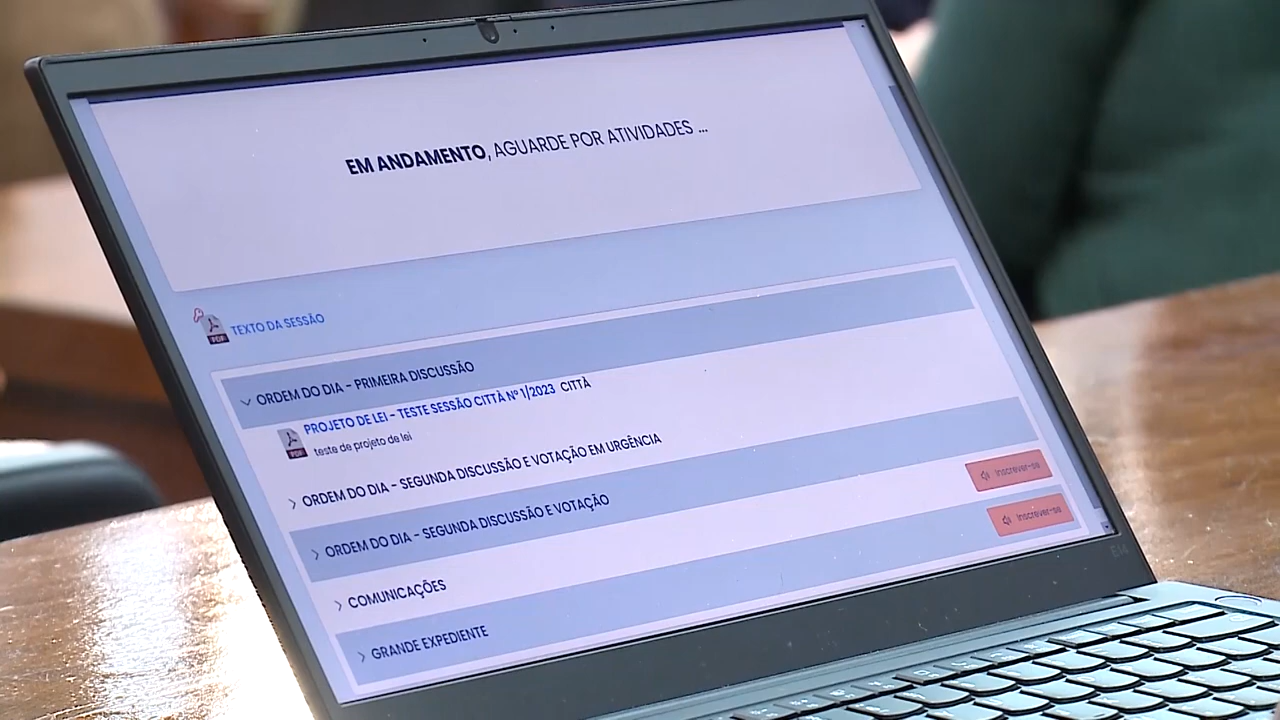 EM ANDAMENTO, AGUARDE POR ATIVIDADES ...
TEXTO DA SESSÃO
PDF
ORDEM DO DIA - PRIMEIRA DISCUSSÃO
PROJETO DE LEI - TESTE SESSÃO CITTÀ Nº 1/2023 CITTÀ
teste de projeto de lei
PDF
ORDEM DO DIA - SEGUNDA DISCUSSÃO E VOTAÇÃO EM URGÊNCIA
ORDEM DO DIA - SEGUNDA DISCUSSÃO E VOTAÇÃO
COMUNICAÇÕES
Inscrever-se
GRANDE EXPEDIENTE
Inscrever-se
E14